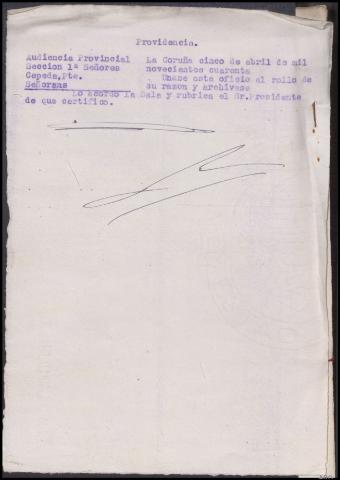 Providencia.
Audiencia Provincial
Seccion 1ª Señores
Cepeda, Pte.
Señorans
La Coruña cinco de abril de mil
novecientos cuarenta
Unase este oficio al rollo de
su razon y archivese
Lo acordo la Sala y rubrica el Sr. Presidente
de que certifico.